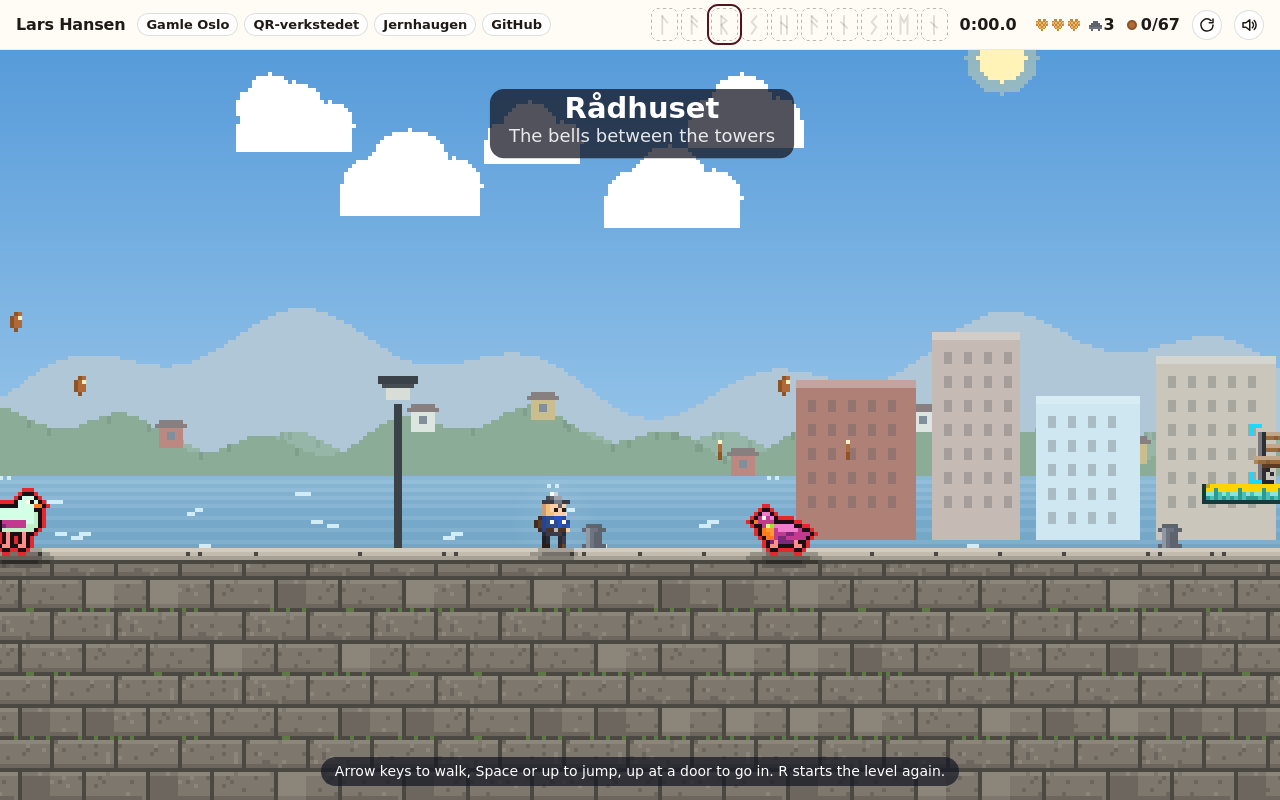 Lars Hansen Gamle Oslo QR-verkstedet Jernhaugen GitHub ᛚ ᚨ ᚱ ᛊ ᚺ ᚨ ᚾ ᛊ ᛖ ᚾ 0:00.0 3 0/67
Rådhuset
The bells between the towers
Arrow keys to walk, Space or up to jump, up at a door to go in. R starts the level again.